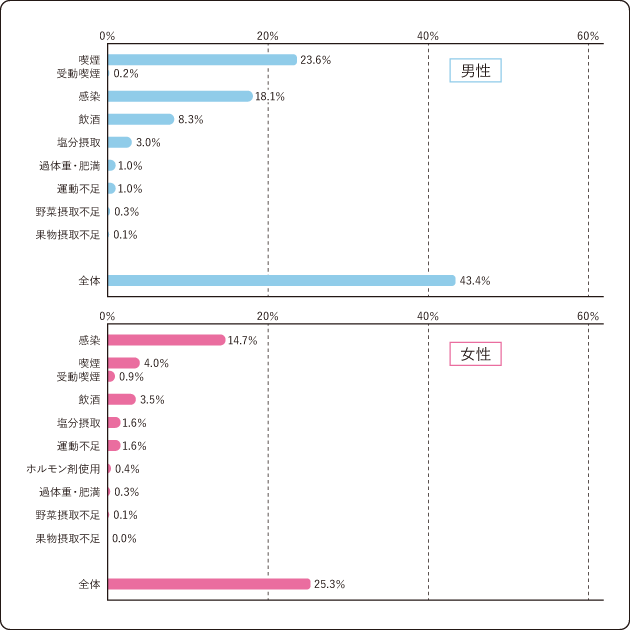 0% 20% 40% 60%
男性
喫煙 23.6%
受動喫煙 0.2%
感染 18.1%
飲酒 8.3%
塩分摂取 3.0%
過体重・肥満 1.0%
運動不足 1.0%
野菜摂取不足 0.3%
果物摂取不足 0.1%
全体 43.4%
0% 20% 40% 60%
女性
感染 14.7%
喫煙 4.0%
受動喫煙 0.9%
飲酒 3.5%
塩分摂取 1.6%
運動不足 1.6%
ホルモン剤使用 0.4%
過体重・肥満 0.3%
野菜摂取不足 0.1%
果物摂取不足 0.0%
全体 25.3%